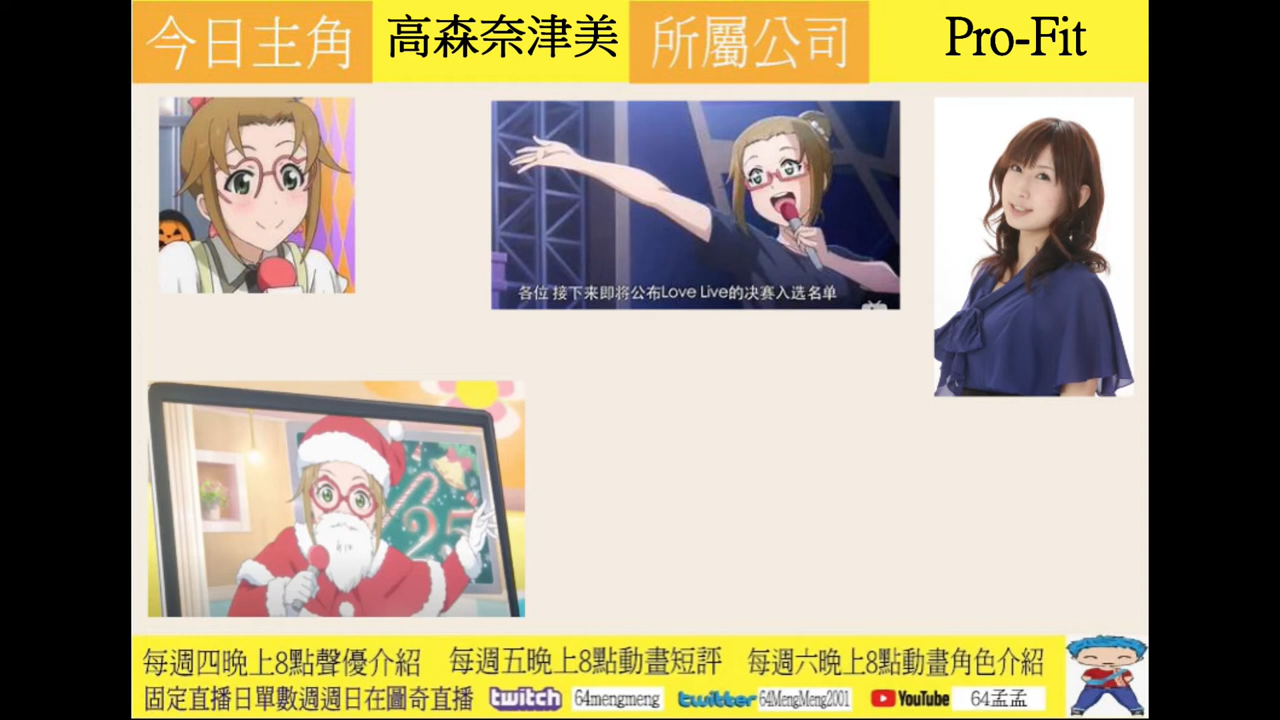 今日主角 高森奈津美 所屬公司 Pro-Fit
各位 接下来即将公布Love Live的决赛入选名单
每週四晚上8點聲優介紹 每週五晚上8點動畫短評 每週六晚上8點動畫角色介紹
固定直播日單數週週日在圖奇直播 twitch 64mengmeng twitter 64MengMeng2001 YouTube 64孟孟